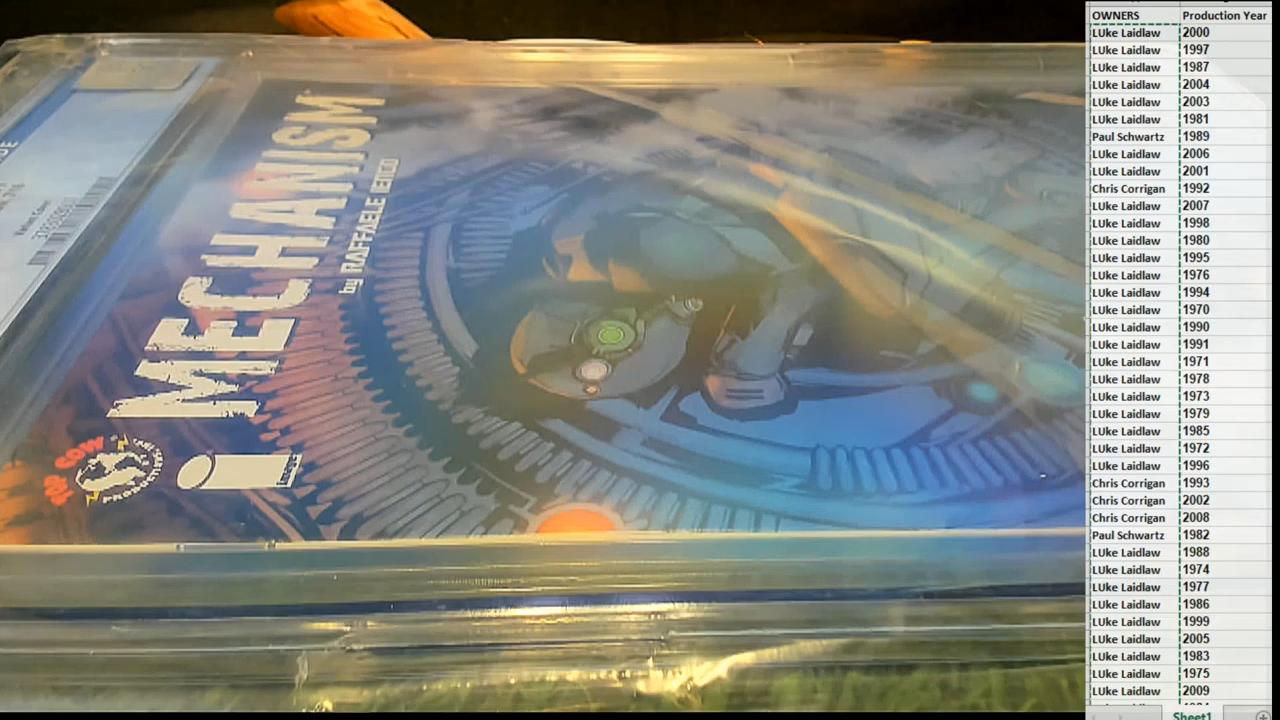 MECHANISM
by RAFFAELE IENCO
COW
PRODUCTIONS
IMAGE
OWNERS Production Year
LUke Laidlaw 2000
LUke Laidlaw 1997
LUke Laidlaw 1987
LUke Laidlaw 2004
LUke Laidlaw 2003
LUke Laidlaw 1981
Paul Schwartz 1989
LUke Laidlaw 2006
LUke Laidlaw 2001
Chris Corrigan 1992
LUke Laidlaw 2007
LUke Laidlaw 1998
LUke Laidlaw 1980
LUke Laidlaw 1995
LUke Laidlaw 1976
LUke Laidlaw 1994
LUke Laidlaw 1970
LUke Laidlaw 1990
LUke Laidlaw 1991
LUke Laidlaw 1971
LUke Laidlaw 1978
LUke Laidlaw 1973
LUke Laidlaw 1979
LUke Laidlaw 1985
LUke Laidlaw 1972
LUke Laidlaw 1996
Chris Corrigan 1993
Chris Corrigan 2002
Chris Corrigan 2008
Paul Schwartz 1982
LUke Laidlaw 1988
LUke Laidlaw 1974
LUke Laidlaw 1977
LUke Laidlaw 1986
LUke Laidlaw 1999
LUke Laidlaw 2005
LUke Laidlaw 1983
LUke Laidlaw 1975
LUke Laidlaw 2009
Sheet1